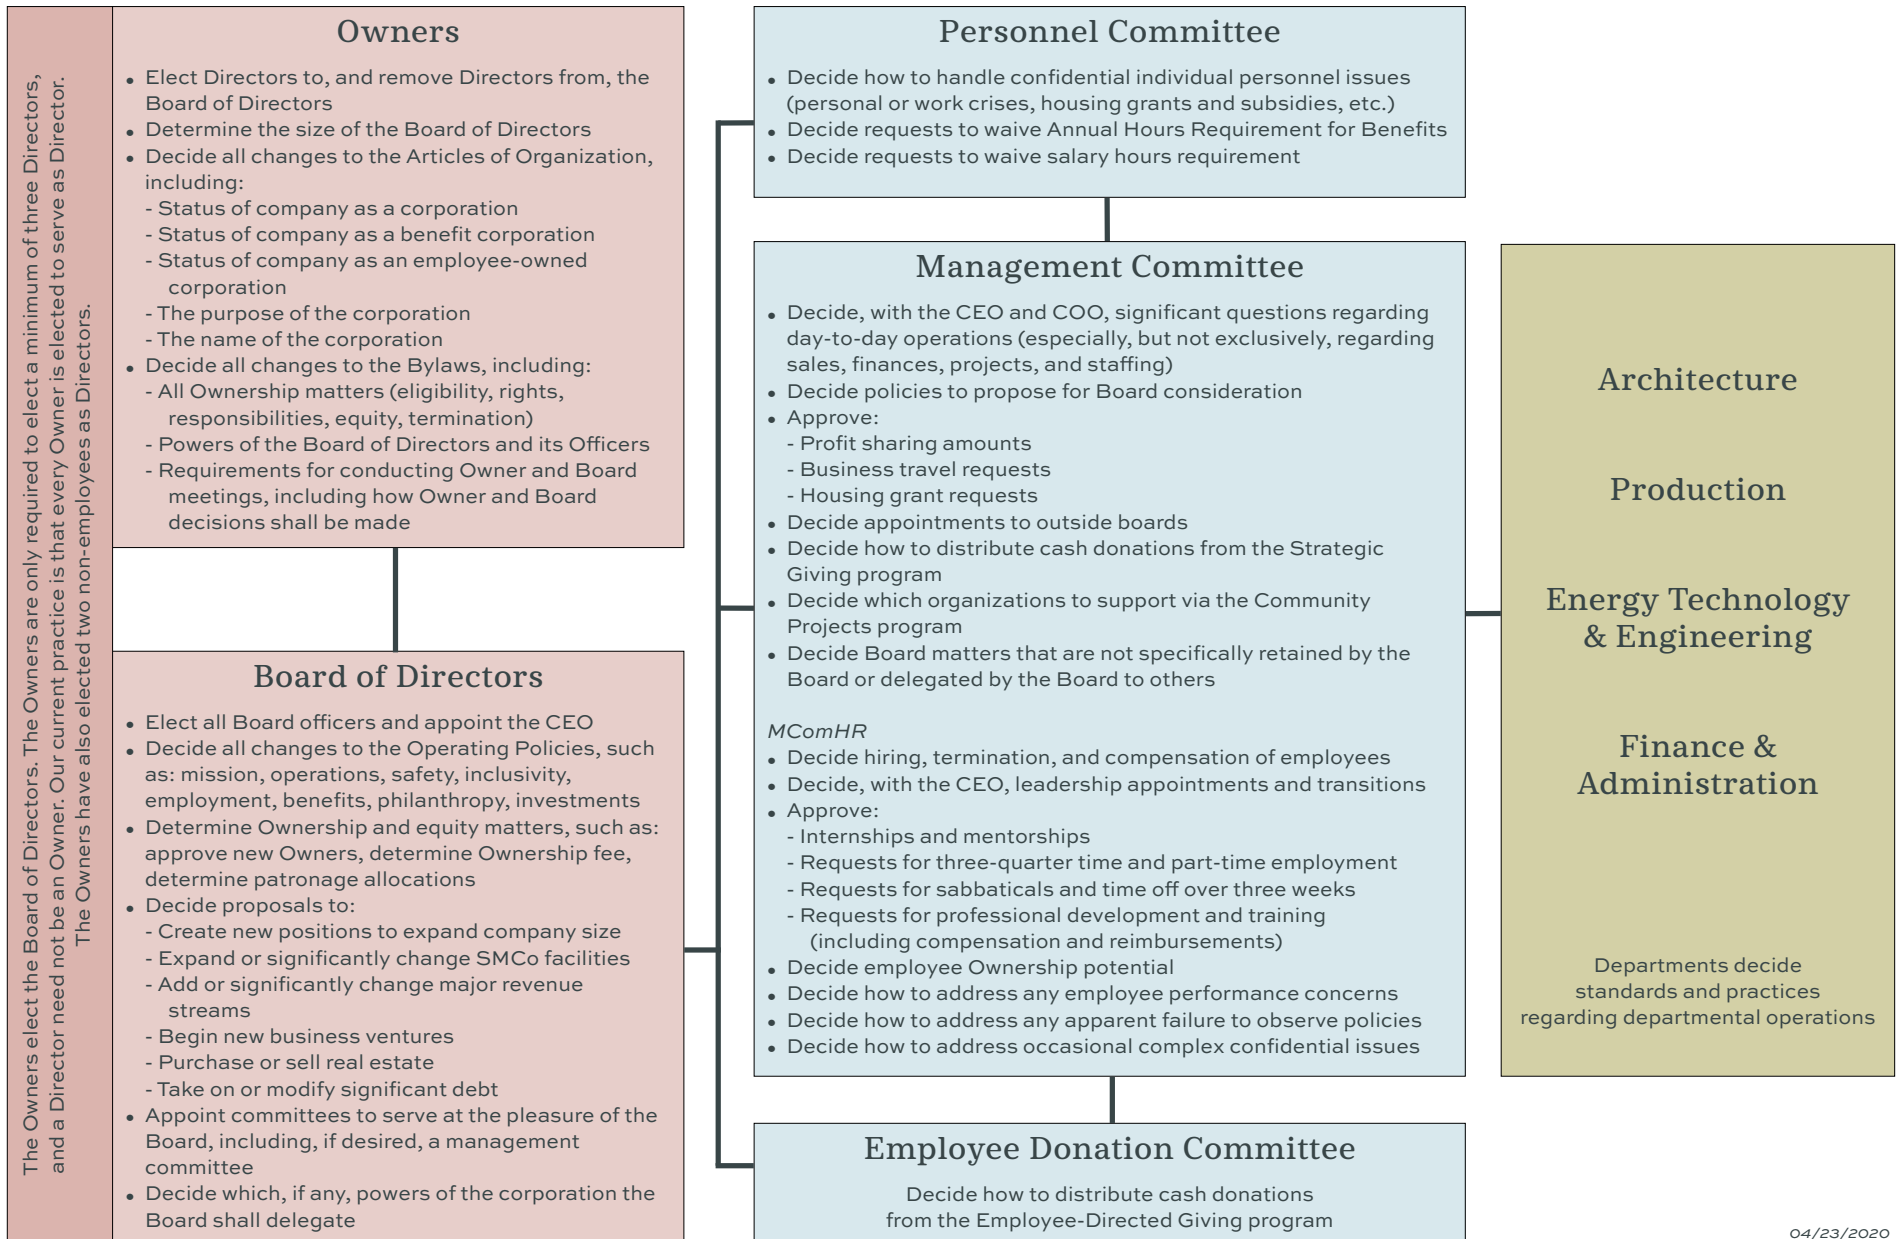 The Owners elect the Board of Directors. The Owners are only required to elect a minimum of three Directors,
and a Director need not be an Owner. Our current practice is that every Owner is elected to serve as Director.
The Owners have also elected two non-employees as Directors.
Owners
• Elect Directors to, and remove Directors from, the
Board of Directors
• Determine the size of the Board of Directors
• Decide all changes to the Articles of Organization,
including:
- Status of company as a corporation
- Status of company as a benefit corporation
- Status of company as an employee-owned
corporation
- The purpose of the corporation
- The name of the corporation
• Decide all changes to the Bylaws, including:
- All Ownership matters (eligibility, rights,
responsibilities, equity, termination)
- Powers of the Board of Directors and its Officers
- Requirements for conducting Owner and Board
meetings, including how Owner and Board
decisions shall be made
Board of Directors
• Elect all Board officers and appoint the CEO
• Decide all changes to the Operating Policies, such
as: mission, operations, safety, inclusivity,
employment, benefits, philanthropy, investments
• Determine Ownership and equity matters, such as:
approve new Owners, determine Ownership fee,
determine patronage allocations
• Decide proposals to:
- Create new positions to expand company size
- Expand or significantly change SMCo facilities
- Add or significantly change major revenue
streams
- Begin new business ventures
- Purchase or sell real estate
- Take on or modify significant debt
• Appoint committees to serve at the pleasure of the
Board, including, if desired, a management
committee
• Decide which, if any, powers of the corporation the
Board shall delegate
Personnel Committee
• Decide how to handle confidential individual personnel issues
(personal or work crises, housing grants and subsidies, etc.)
• Decide requests to waive Annual Hours Requirement for Benefits
• Decide requests to waive salary hours requirement
Management Committee
• Decide, with the CEO and COO, significant questions regarding
day-to-day operations (especially, but not exclusively, regarding
sales, finances, projects, and staffing)
• Decide policies to propose for Board consideration
• Approve:
- Profit sharing amounts
- Business travel requests
- Housing grant requests
• Decide appointments to outside boards
• Decide how to distribute cash donations from the Strategic
Giving program
• Decide which organizations to support via the Community
Projects program
• Decide Board matters that are not specifically retained by the
Board or delegated by the Board to others
MComHR
• Decide hiring, termination, and compensation of employees
• Decide, with the CEO, leadership appointments and transitions
• Approve:
- Internships and mentorships
- Requests for three-quarter time and part-time employment
- Requests for sabbaticals and time off over three weeks
- Requests for professional development and training
(including compensation and reimbursements)
• Decide employee Ownership potential
• Decide how to address any employee performance concerns
• Decide how to address any apparent failure to observe policies
• Decide how to address occasional complex confidential issues
Employee Donation Committee
Decide how to distribute cash donations
from the Employee-Directed Giving program
Architecture
Production
Energy Technology
& Engineering
Finance &
Administration
Departments decide
standards and practices
regarding departmental operations
04/23/2020